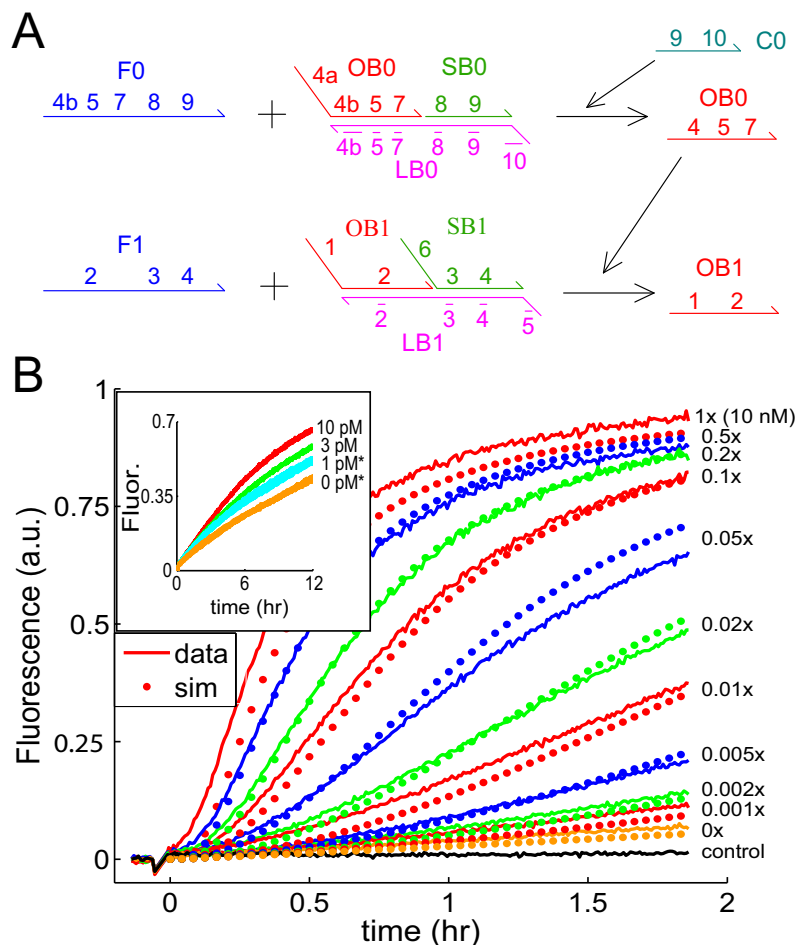 A
F0
4b 5 7 8 9
+
4a
OB0
SB0
4b 5 7
8 9
4b 5 7 8 9 10
LB0
9 10 C0
OB0
4 5 7
F1
2 3 4
+
1
OB1
6
SB1
2
3 4
2 3 4 5
LB1
OB1
1 2
B
1
0.75
0.5
0.25
0
Fluorescence (a.u.)
0.7
0.35
0
Fluor.
10 pM
3 pM
1 pM*
0 pM*
0 6 12
time (hr)
data
sim
1x (10 nM)
0.5x
0.2x
0.1x
0.05x
0.02x
0.01x
0.005x
0.002x
0.001x
0x
control
0 0.5 1 1.5 2
time (hr)